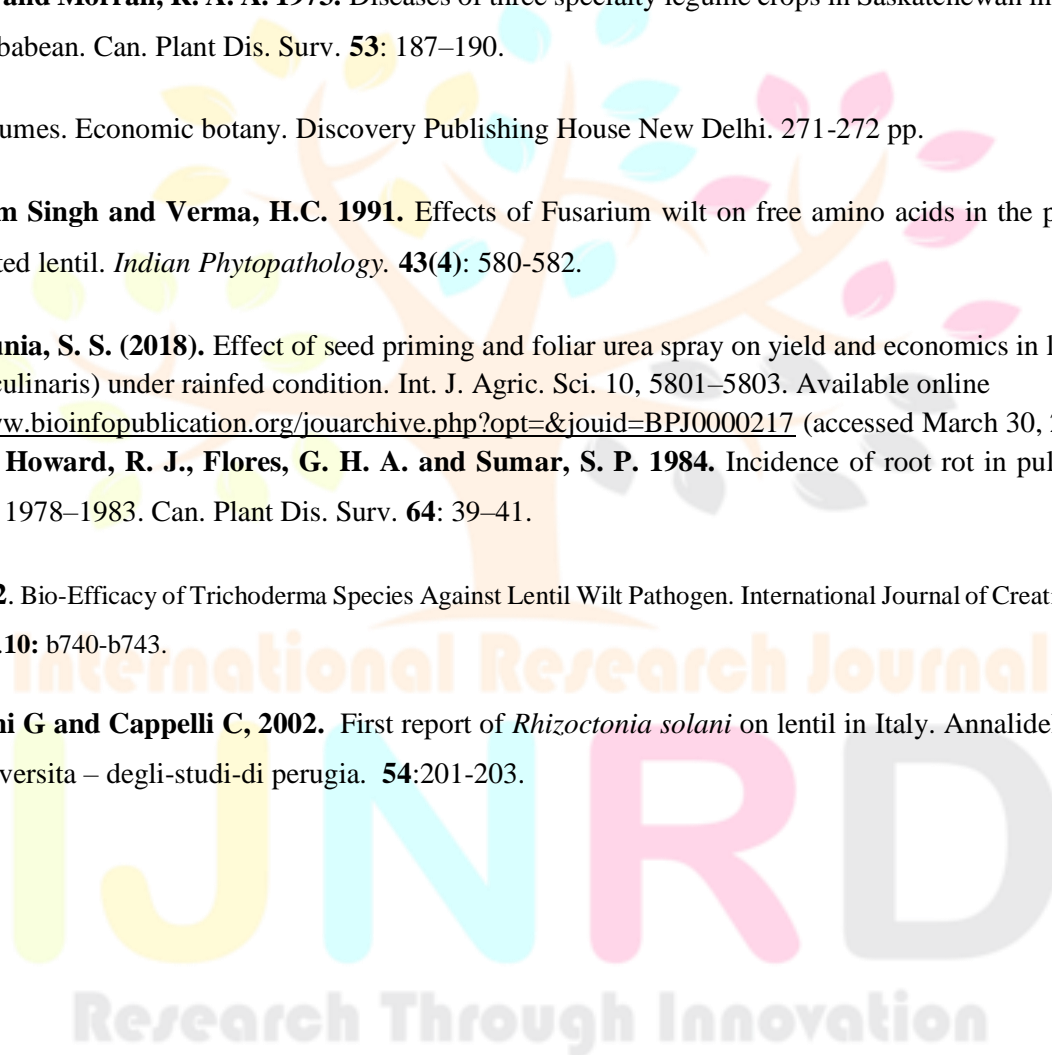 and Morrall, R. A. A. 1973. Diseases of three specialty legume crops in Saskatchewan in
babean. Can. Plant Dis. Surv. 53: 187–190.
umes. Economic botany. Discovery Publishing House New Delhi. 271-272 pp.
m Singh and Verma, H.C. 1991. Effects of Fusarium wilt on free amino acids in the p
ted lentil. Indian Phytopathology. 43(4): 580-582.
unia, S. S. (2018). Effect of seed priming and foliar urea spray on yield and economics in l
culinaris) under rainfed condition. Int. J. Agric. Sci. 10, 5801–5803. Available online
w.bioinfopublication.org/jouarchive.php?opt=&jouid=BPJ0000217 (accessed March 30,
Howard, R. J., Flores, G. H. A. and Sumar, S. P. 1984. Incidence of root rot in pul
1978–1983. Can. Plant Dis. Surv. 64: 39–41.
2. Bio-Efficacy of Trichoderma Species Against Lentil Wilt Pathogen. International Journal of Creat
.10: b740-b743.
International Research Journal
ni G and Cappelli C, 2002. First report of Rhizoctonia solani on lentil in Italy. Annalide
versita – degli-studi-di perugia. 54:201-203.
IJNRD
Research Through Innovation